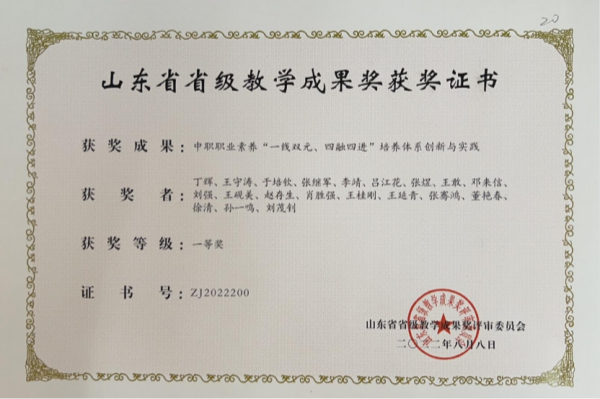 20
山东省省级教学成果奖获奖证书
获奖成果：中职职业素养“一线双元、四融四进”培养体系创新与实践
获奖者：丁辉、王守涛、于培钦、张继军、李靖、吕江花、张煜、王敢、邓来信、
刘强、王砚美、赵存生、肖胜强、王桂刚、王延青、张骞鸿、董艳春、
徐清、孙一鸣、刘茂钊
获奖等级：一等奖
证书号：ZJ2022200
山东省省级教学成果奖评审委员会
二〇二二年八月八日